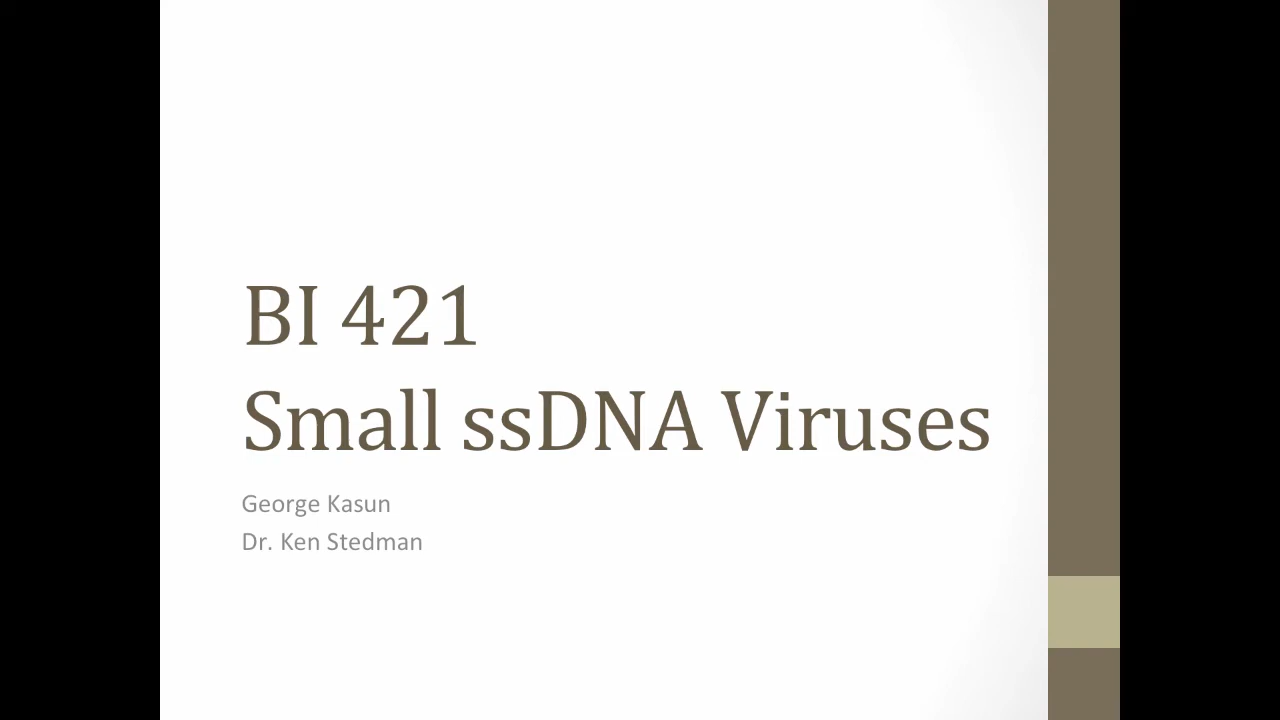 BI 421
Small ssDNA Viruses
George Kasun
Dr. Ken Stedman